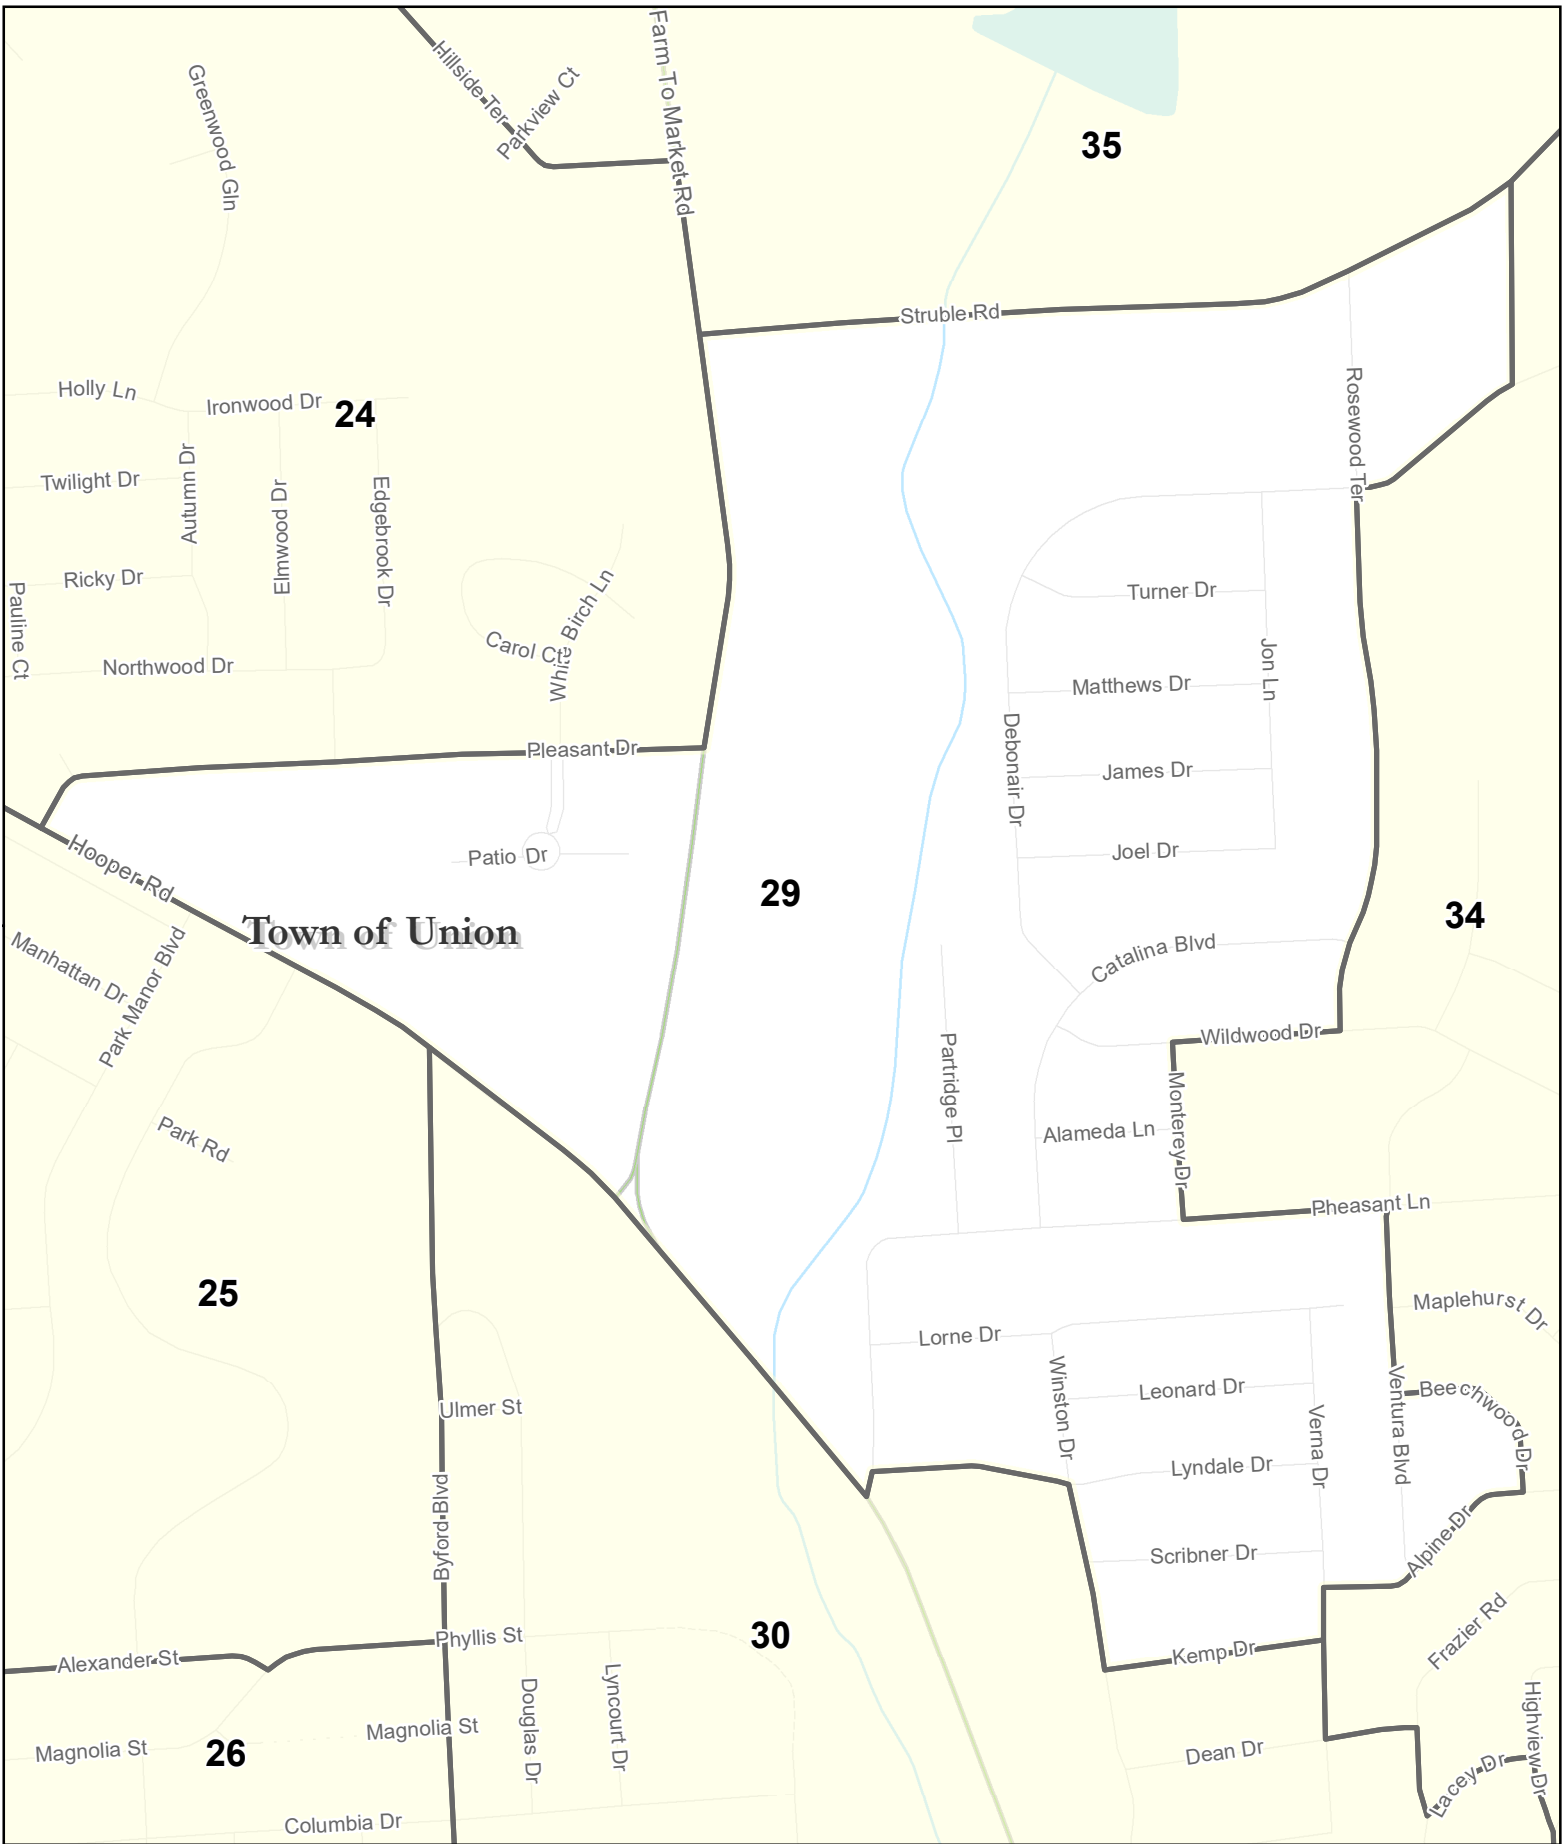 Hillside Ter
Parkview Ct
Farm To Market Rd
Greenwood Gln
35
Struble Rd
Holly Ln
Ironwood Dr
24
Rosewood Ter
Twilight Dr
Autumn Dr
Elmwood Dr
Edgebrook Dr
Ricky Dr
Pauline Ct
Northwood Dr
Carol Ct
White Birch Ln
Turner Dr
Jon Ln
Matthews Dr
Debonair Dr
James Dr
Joel Dr
Pleasant Dr
Patio Dr
Hooper Rd
29
34
Town of Union
Manhattan Dr
Park Manor Blvd
Catalina Blvd
Wildwood Dr
Partridge Pl
Monterey Dr
Alameda Ln
Park Rd
Pheasant Ln
25
Maplehurst Dr
Lorne Dr
Winston Dr
Leonard Dr
Beechwood Dr
Ventura Blvd
Verna Dr
Ulmer St
Lyndale Dr
Byford Blvd
Scribner Dr
Alpine Dr
Phyllis St
30
Kemp Dr
Frazier Rd
Alexander St
Lyncourt Dr
Douglas Dr
Magnolia St
Magnolia St
26
Dean Dr
Highview Dr
Lacey Dr
Columbia Dr